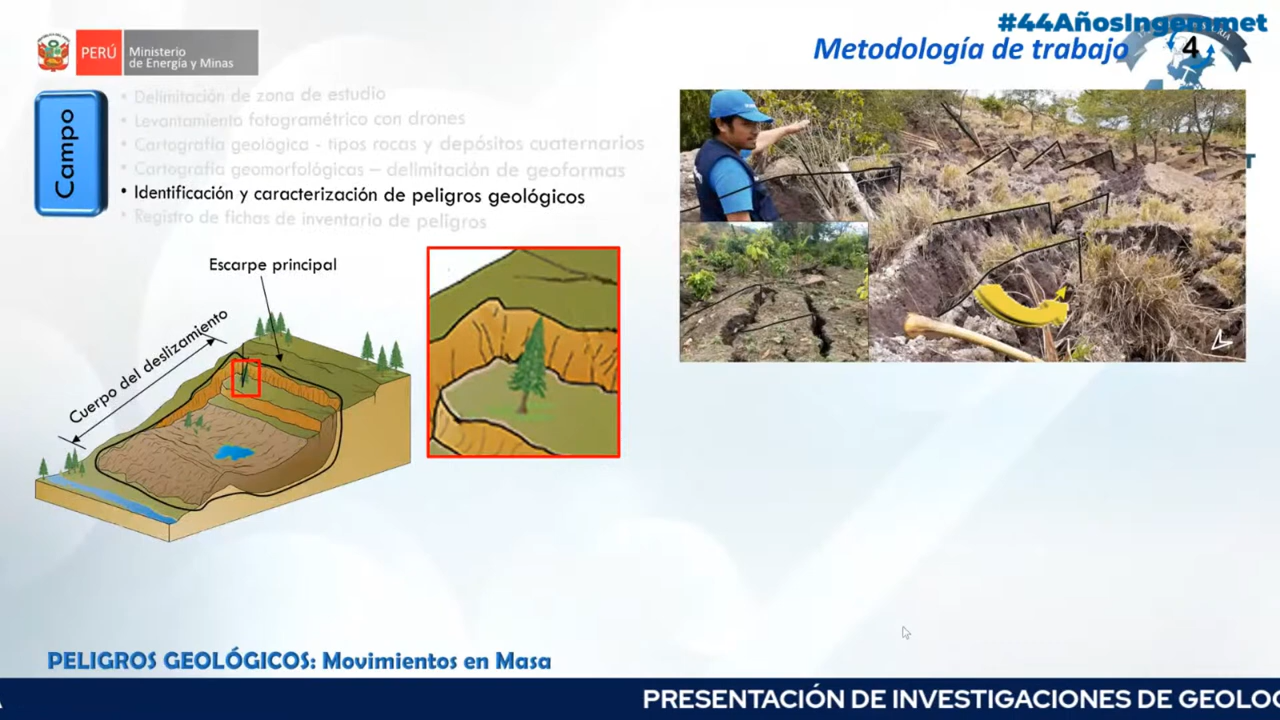 #44AñosIngemmet
PERÚ
Ministerio
de Energía y Minas
Metodología de trabajo
4
Campo
• Delimitación de zona de estudio
• Levantamiento fotogramétrico con drones
• Cartografía geológica - tipos rocas y depósitos cuaternarios
• Cartografía geomorfológicas – delimitación de geoformas
• Identificación y caracterización de peligros geológicos
• Registro de fichas de inventario de peligros
Escarpe principal
Cuerpo del deslizamiento
PELIGROS GEOLÓGICOS: Movimientos en Masa
PRESENTACIÓN DE INVESTIGACIONES DE GEOLOG